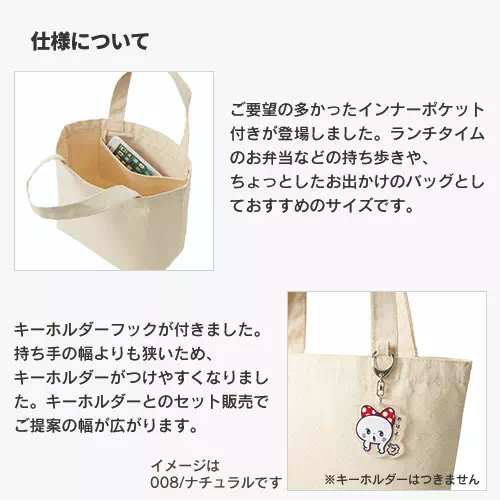 仕様について
ご要望の多かったインナーポケット
付きが登場しました。ランチタイム
のお弁当などの持ち歩きや、
ちょっとしたお出かけのバッグとし
ておすすめのサイズです。
キーホルダーフックが付きました。
持ち手の幅よりも狭いため、
キーホルダーがつけやすくなりまし
た。キーホルダーとのセット販売で
ご提案の幅が広がります。
イメージは
008/ナチュラルです
※キーホルダーはつきません